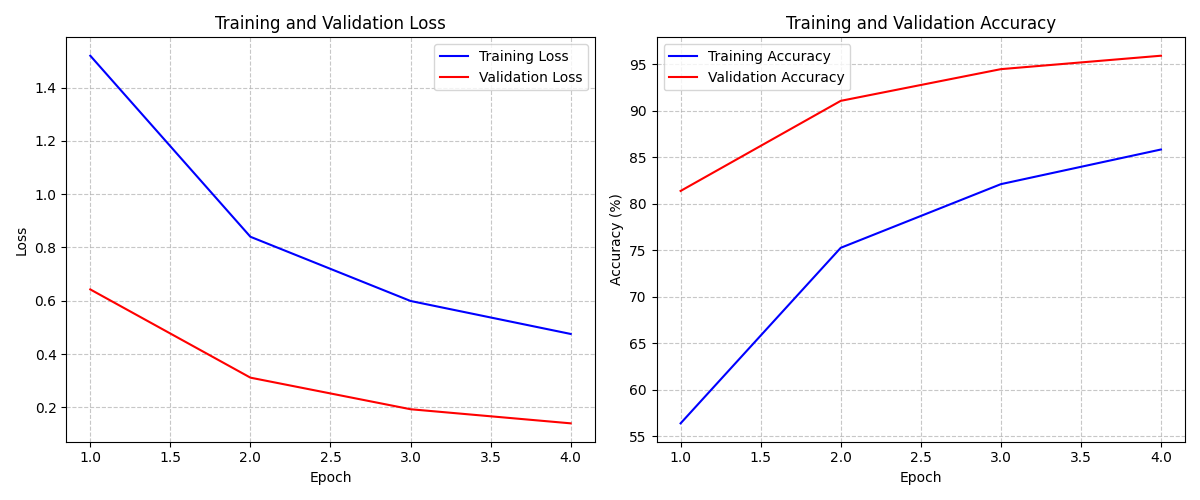 Training and Validation Loss
Training Loss
Validation Loss
1.4
1.2
1.0
0.8
0.6
0.4
0.2
Loss
1.0 1.5 2.0 2.5 3.0 3.5 4.0
Epoch
Training and Validation Accuracy
Training Accuracy
Validation Accuracy
95
90
85
80
75
70
65
60
55
Accuracy (%)
1.0 1.5 2.0 2.5 3.0 3.5 4.0
Epoch